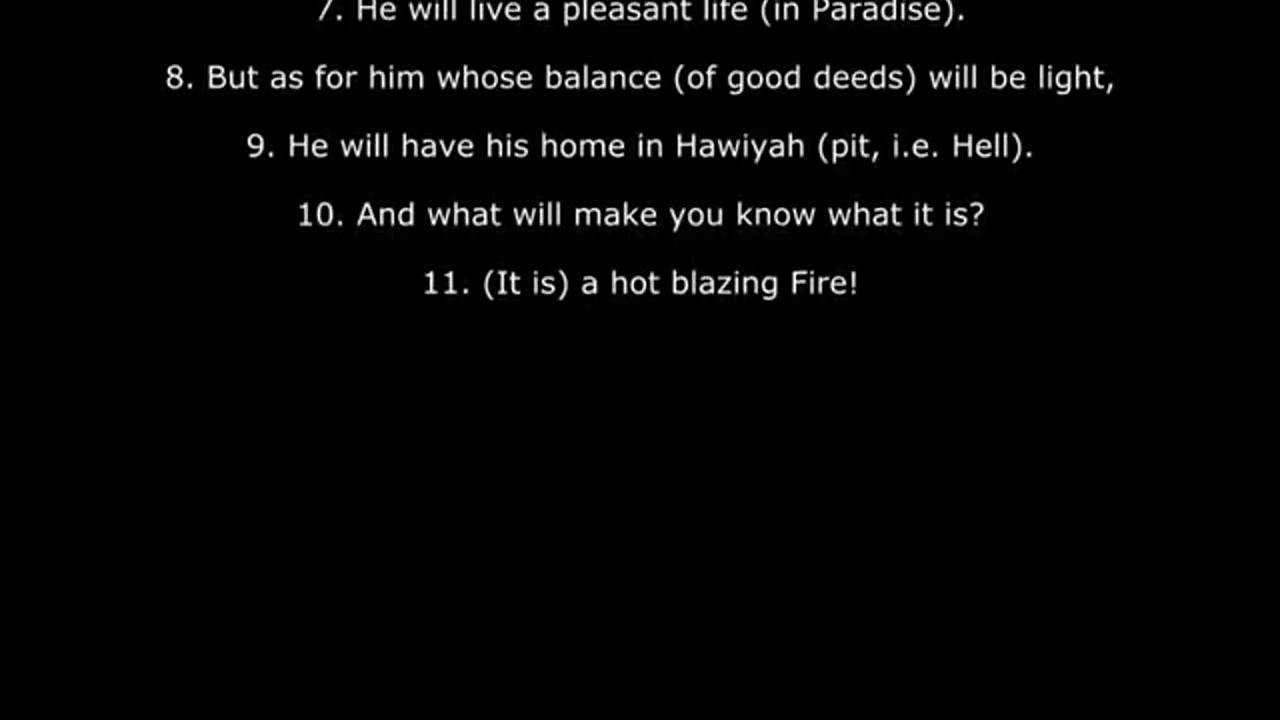 7. He will live a pleasant life (in Paradise).
8. But as for him whose balance (of good deeds) will be light,
9. He will have his home in Hawiyah (pit, i.e. Hell).
10. And what will make you know what it is?
11. (It is) a hot blazing Fire!